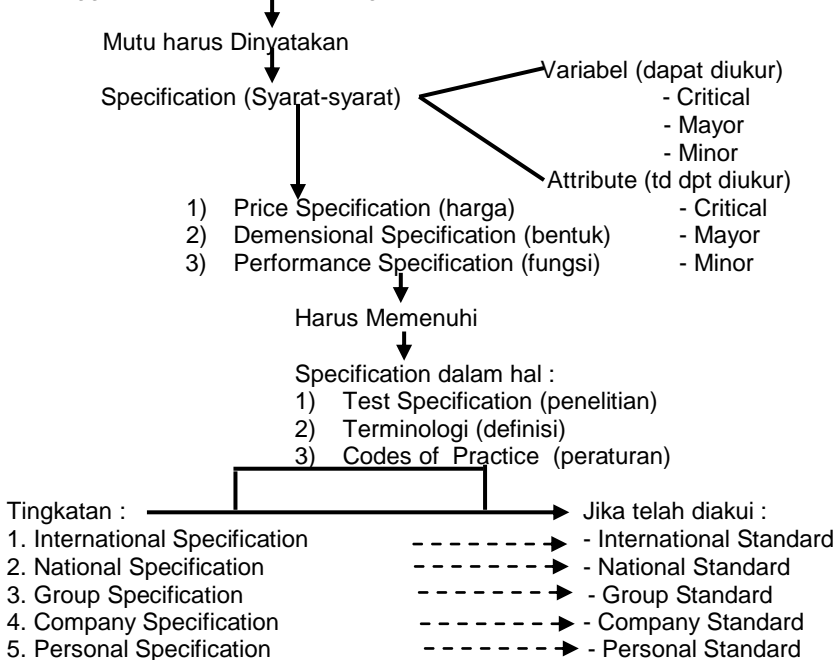 Mutu harus Dinyatakan
Variabel (dapat diukur)
Specification (Syarat-syarat)
- Critical
- Mayor
- Minor
Attribute (td dpt diukur)
1) Price Specification (harga)
- Critical
2) Demensional Specification (bentuk)
- Mayor
3) Performance Specification (fungsi)
- Minor
Harus Memenuhi
Specification dalam hal :
1) Test Specification (penelitian)
2) Terminologi (definisi)
3) Codes of Practice (peraturan)
Tingkatan :
Jika telah diakui :
1. International Specification
- International Standard
2. National Specification
- National Standard
3. Group Specification
- Group Standard
4. Company Specification
- Company Standard
5. Personal Specification
- Personal Standard